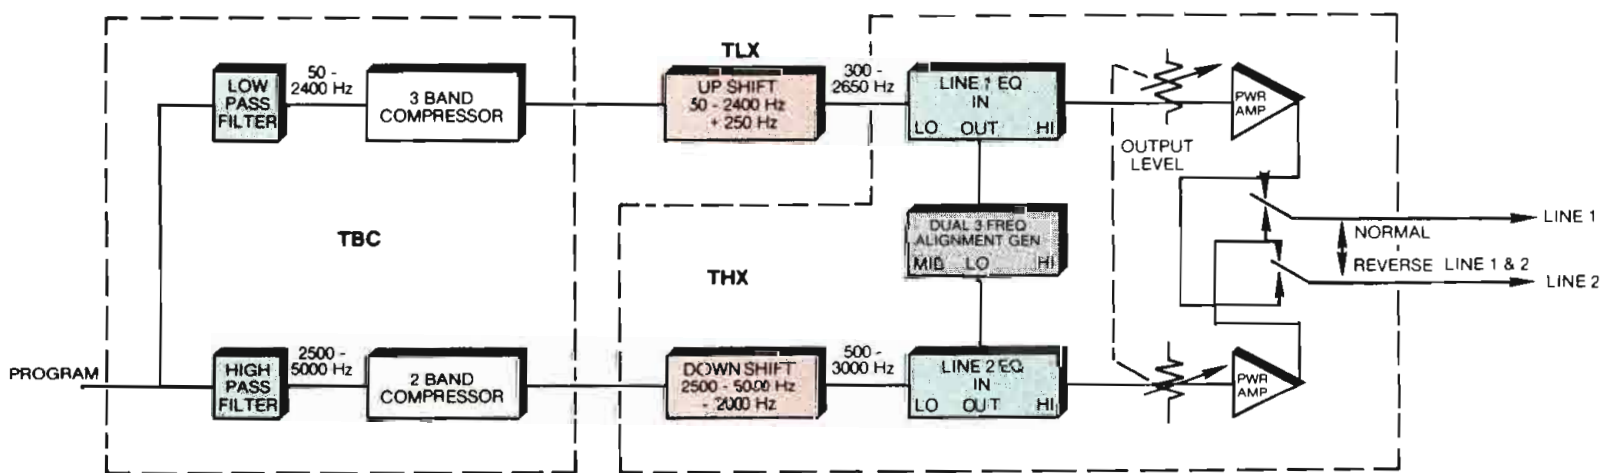 PROGRAM
LOW
PASS
FILTER
50 -
2400 Hz
3 BAND
COMPRESSOR
TBC
HIGH
PASS
FILTER
2500 -
5000 Hz
2 BAND
COMPRESSOR
TLX
UP SHIFT
50 - 2400 Hz
+ 250 Hz
300 -
2650 Hz
LINE 1 EQ
IN
LO OUT HI
DUAL 3 FREQ
ALIGNMENT GEN
MID LO HI
THX
DOWN SHIFT
2500 - 5000 Hz
- 2000 Hz
500 -
3000 Hz
LINE 2 EQ
IN
LO OUT HI
OUTPUT
LEVEL
PWR
AMP
PWR
AMP
LINE 1
NORMAL
REVERSE LINE 1 & 2
LINE 2